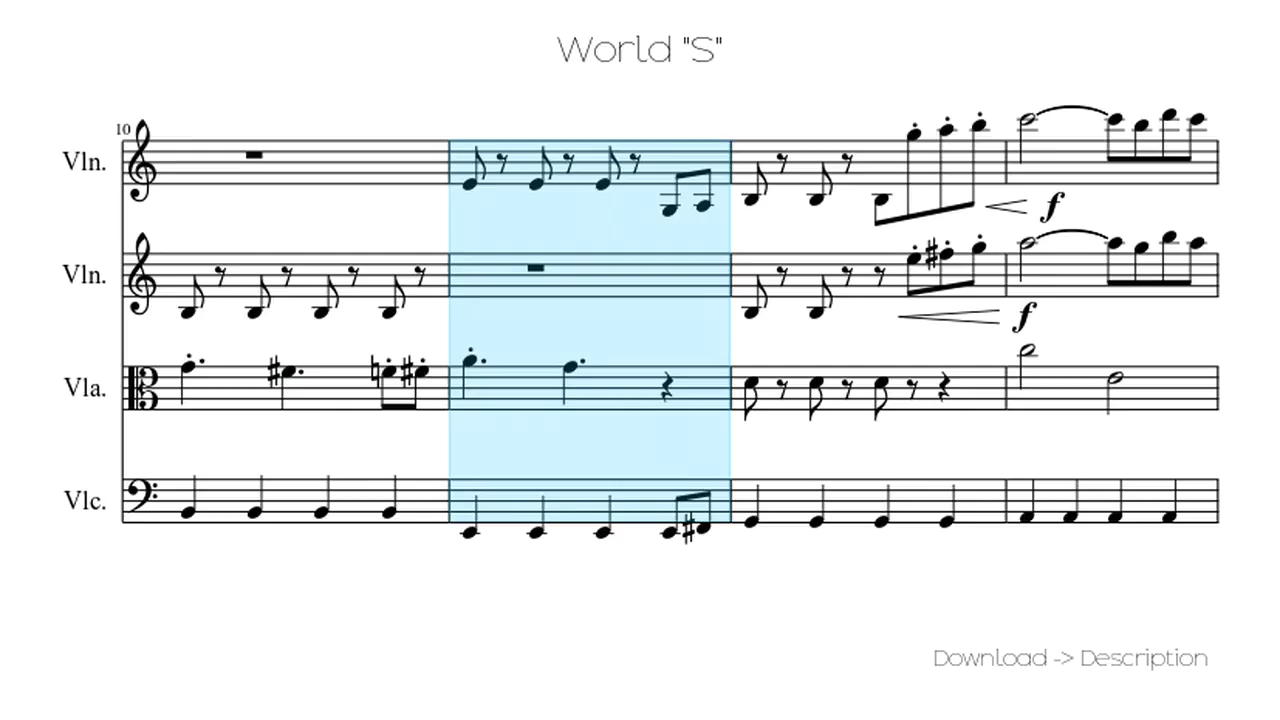 World "S"
10
Vln.
f
Vln.
f
Vla.
Vlc.
Download -> Description